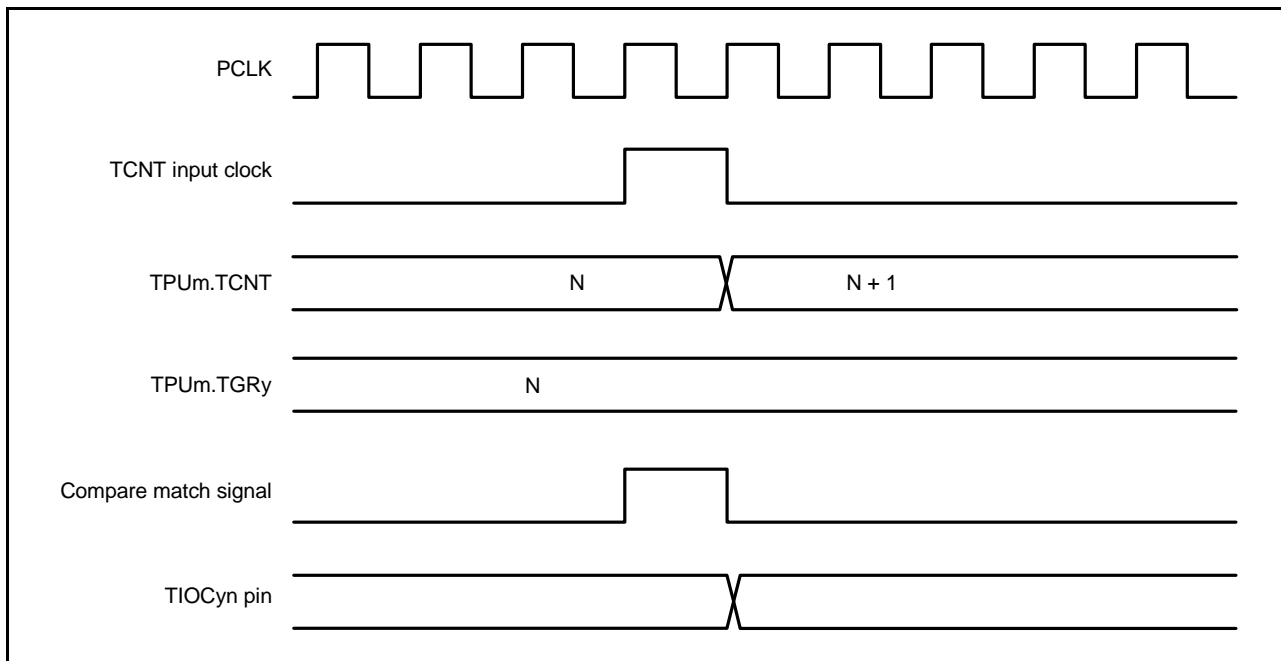 PCLK
TCNT input clock
TPUm.TCNT
N
N + 1
TPUm.TGRy
N
Compare match signal
TIOCyn pin